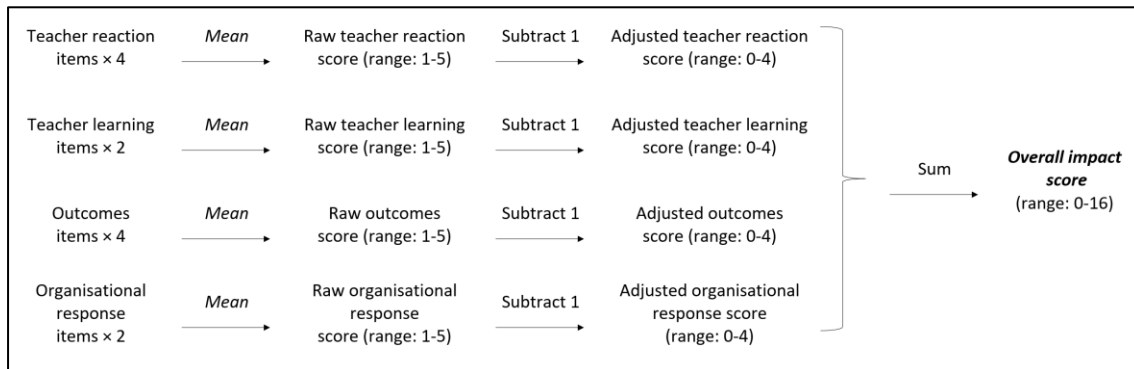 Teacher reaction
items × 4
Mean
Raw teacher reaction
score (range: 1-5)
Subtract 1
Adjusted teacher reaction
score (range: 0-4)
Teacher learning
items × 2
Mean
Raw teacher learning
score (range: 1-5)
Subtract 1
Adjusted teacher learning
score (range: 0-4)
Outcomes
items × 4
Mean
Raw outcomes
score (range: 1-5)
Subtract 1
Adjusted outcomes
score (range: 0-4)
Organisational
response
items × 2
Mean
Raw organisational
response
score (range: 1-5)
Subtract 1
Adjusted organisational
response score
(range: 0-4)
Sum
Overall impact
score
(range: 0-16)